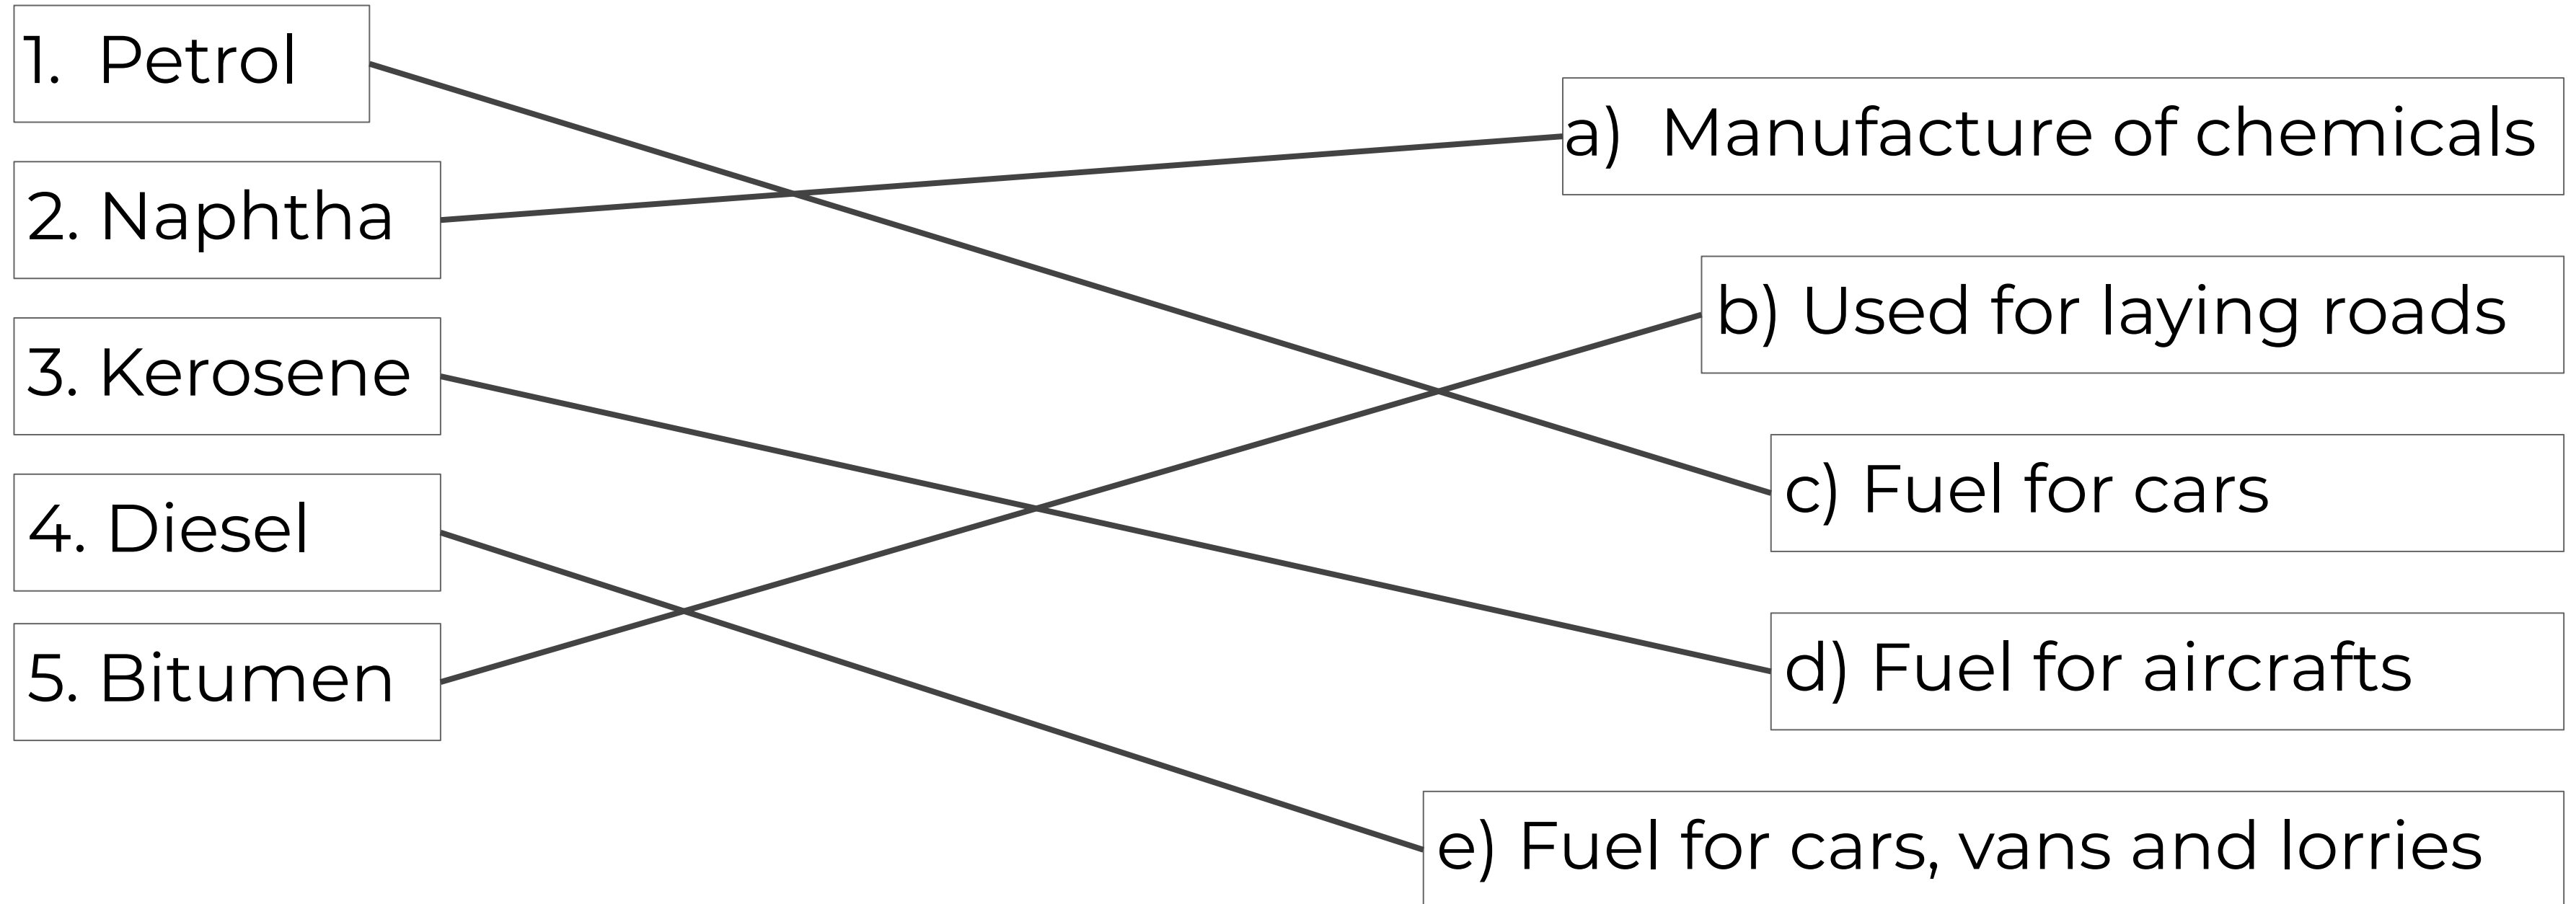 1. Petrol
2. Naphtha
3. Kerosene
4. Diesel
5. Bitumen
a) Manufacture of chemicals
b) Used for laying roads
c) Fuel for cars
d) Fuel for aircrafts
e) Fuel for cars, vans and lorries